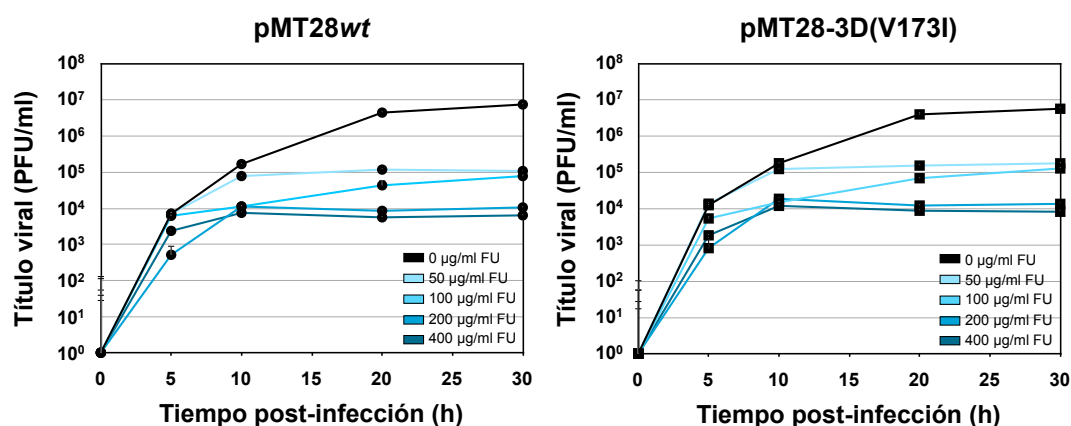 pMT28wt
Título viral (PFU/ml)
10⁸
10⁷
10⁶
10⁵
10⁴
10³
10²
10¹
10⁰
0 µg/ml FU
50 µg/ml FU
100 µg/ml FU
200 µg/ml FU
400 µg/ml FU
0 5 10 20 30
Tiempo post-infección (h)
pMT28-3D(V173I)
Título viral (PFU/ml)
10⁸
10⁷
10⁶
10⁵
10⁴
10³
10²
10¹
10⁰
0 µg/ml FU
50 µg/ml FU
100 µg/ml FU
200 µg/ml FU
400 µg/ml FU
0 5 10 20 30
Tiempo post-infección (h)